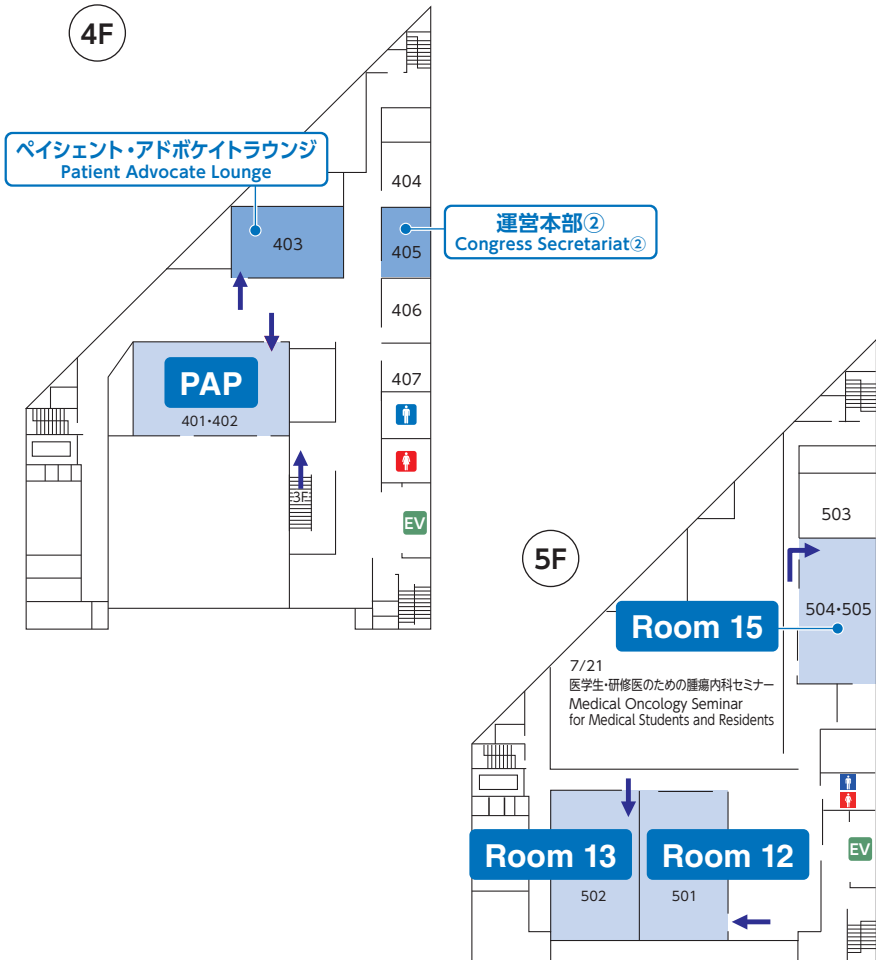 4F
ペイシェント・アドボケイトラウンジ
Patient Advocate Lounge
404
403
運営本部②
Congress Secretariat②
405
406
407
PAP
401・402
3F
EV
5F
503
504・505
Room 15
7/21
医学生・研修医のための腫瘍内科セミナー
Medical Oncology Seminar
for Medical Students and Residents
Room 13
Room 12
EV
502
501